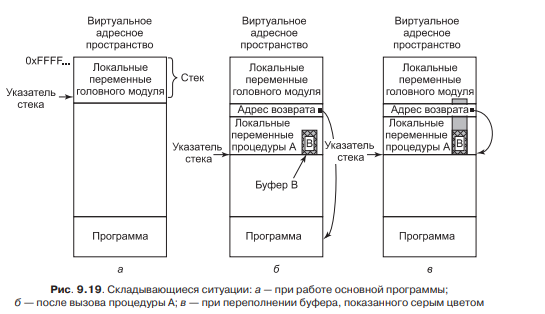 Виртуальное
адресное
пространство
0xFFFF...
Локальные
переменные
головного модуля
Стек
Указатель
стека
Программа
а
Виртуальное
адресное
пространство
Локальные
переменные
головного модуля
Адрес возврата
Локальные
переменные
процедуры А
В
Указатель
стека
Буфер В
Программа
б
Виртуальное
адресное
пространство
Локальные
переменные
головного модуля
Адрес возврата
Локальные
переменные
процедуры А
В
Указатель
стека
Программа
в
Рис. 9.19. Складывающиеся ситуации: а — при работе основной программы;
б — после вызова процедуры А; в — при переполнении буфера, показанного серым цветом